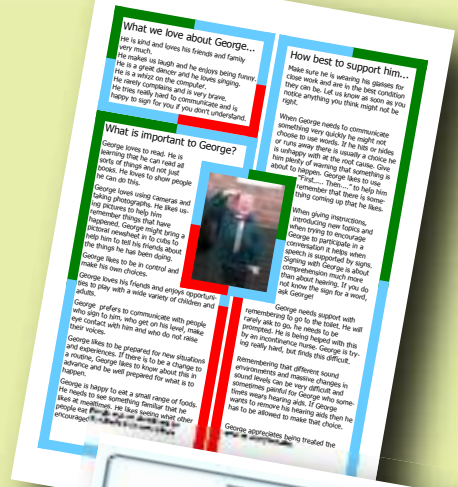 What we love about George...
He is kind and loves his friends and family
very much.
He makes us laugh and he enjoys being funny.
He is a great dancer and he loves singing.
He is a whizz on the computer.
He rarely complains and is very brave.
He tries really hard to communicate and is
happy to sign for you if you don't understand.
What is important to George?
George loves to read. He is
learning that he can read all
sorts of things and not just
books. He loves to show people
he can do this.
George loves using cameras and
taking photographs. He likes us-
ing pictures to help him
remember things that have
happened. George might bring a
pictoral newsheet in to cubs to
help him to tell his friends about
the things he has been doing.
George likes to be in control and
make his own choices.
George loves his friends and enjoys opportuni-
ties to play with a wide variety of children and
adults.
George prefers to communicate with people
who sign to him, who get on his level, make
eye contact with him and who do not raise
their voices.
George likes to be prepared for new situations
and experiences. If there is to be a change to
a routine, George likes to know about this in
advance and be well prepared for what is to
happen.
George is happy to eat a small range of foods.
He needs to see something familiar that he
likes at mealtimes. He likes seeing what other
people eat
encouraged
How best to support him...
Make sure he is wearing his glasses for
close work and are in the best condition
they can be. Let us know as soon as you
notice anything you think might not be
right.
When George needs to communicate
something very quickly he might not
choose to use words. If he hits or hides
or runs away there is usually a choice he
is unhappy with at the root cause. Give
him plenty of warning that something is
about to happen. George likes to use
"First..... Then...." to help him
remember that there is some-
thing coming up that he likes.
When giving instructions,
introducing new topics and
when trying to encourage
George to participate in a
conversation it helps when
speech is supported by signs.
Signing with George is about
comprehension much more
than about hearing. If you do
not know the sign for a word,
ask George!
George needs support with
remembering to go to the toilet. He will
rarely ask to go, he needs to be
prompted. He is being helped with this
by an incontinence nurse. George is try-
ing really hard, but finds this difficult.
Remembering that different sound
environments and massive changes in
sound levels can be very difficult and
sometimes painful for George who some-
times wears hearing aids. If George
wants to remove his hearing aids then he
has to be allowed to make that choice.
George appreciates being treated the